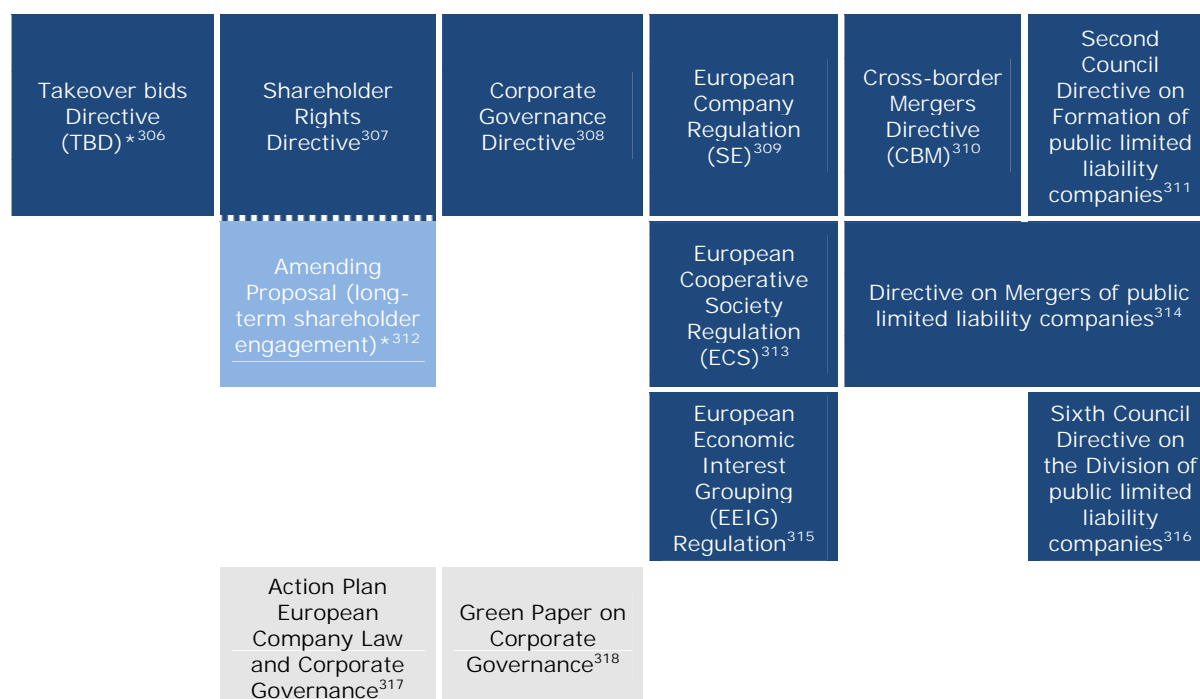 Takeover bids
Directive
(TBD)*306
Shareholder
Rights
Directive307
Corporate
Governance
Directive308
European
Company
Regulation
(SE)309
Cross-border
Mergers
Directive
(CBM)310
Second
Council
Directive on
Formation of
public limited
liability
companies311
Amending
Proposal (long-
term shareholder
engagement)*312
European
Cooperative
Society
Regulation
(ECS)313
Directive on Mergers of public
limited liability companies314
European
Economic
Interest
Grouping
(EEIG)
Regulation315
Sixth Council
Directive on
the Division of
public limited
liability
companies316
Action Plan
European
Company Law
and Corporate
Governance317
Green Paper on
Corporate
Governance318